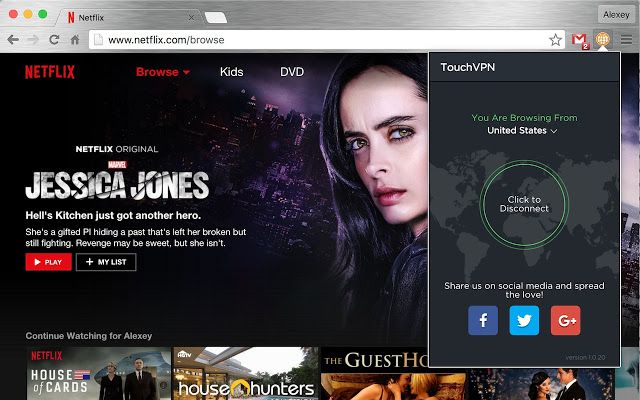 Netflix
Alexey
www.netflix.com/browse
2
NETFLIX
Browse
Kids
DVD
TouchVPN
You Are Browsing From
United States
Click to
Disconnect
Share us on social media and spread
the love!
f
G+
version 1.0.20
NETFLIX ORIGINAL
MARVEL
JESSICA JONES
Hell's Kitchen just got another hero.
She's a gifted PI hiding a past that's left her broken but
still fighting. Revenge may be sweet, but she isn't.
PLAY
+ MY LIST
Continue Watching for Alexey
NETFLIX
HOUSE
of CARDS
HGTV
house hunters
THE GUESTHO